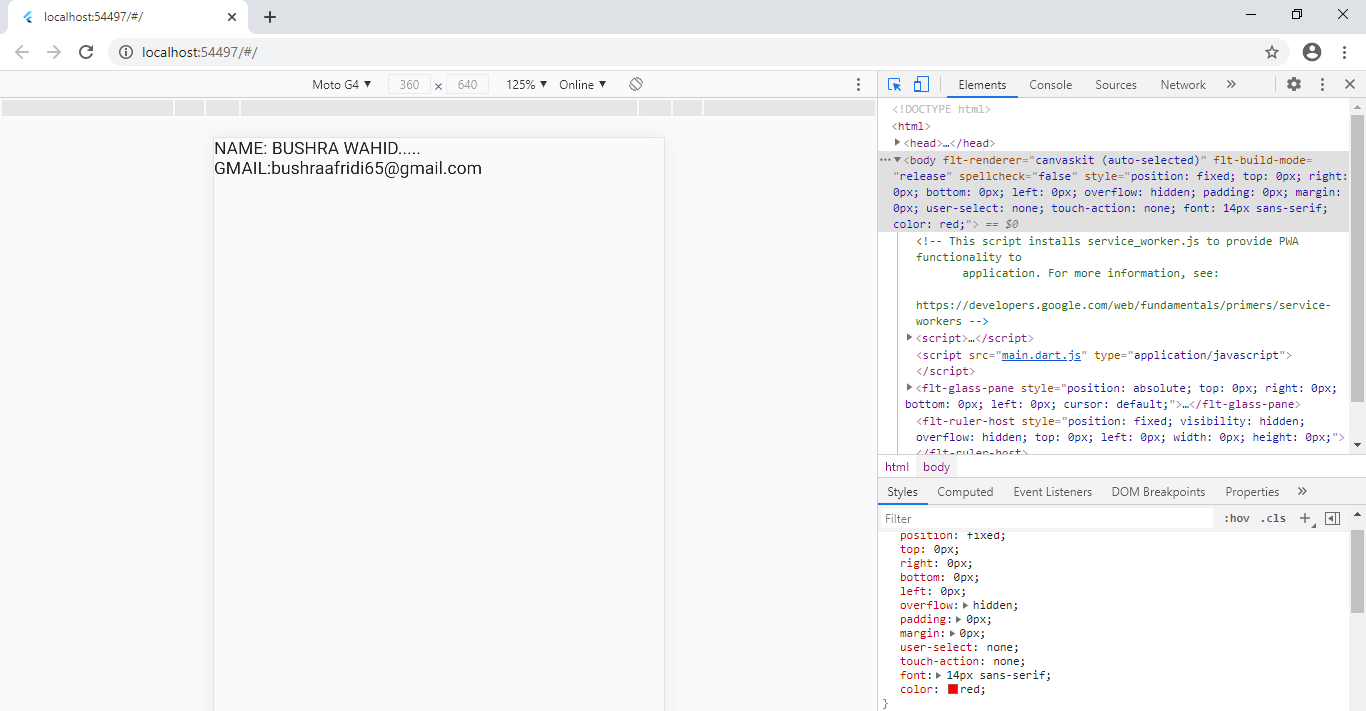 localhost:54497/#/
localhost:54497/#/
Moto G4 ▼ 360 × 640 125% ▼ Online ▼
Elements Console Sources Network »
NAME: BUSHRA WAHID.....
GMAIL:bushraafridi65@gmail.com
<!DOCTYPE html>
<html>
<head>…</head>
<body flt-renderer="canvaskit (auto-selected)" flt-build-mode=
"release" spellcheck="false" style="position: fixed; top: 0px; right:
0px; bottom: 0px; left: 0px; overflow: hidden; padding: 0px; margin:
0px; user-select: none; touch-action: none; font: 14px sans-serif;
color: red;"> == $0
<!-- This script installs service_worker.js to provide PWA
functionality to
application. For more information, see:
https://developers.google.com/web/fundamentals/primers/service-
workers -->
<script>…</script>
<script src="main.dart.js" type="application/javascript">
</script>
<flt-glass-pane style="position: absolute; top: 0px; right: 0px;
bottom: 0px; left: 0px; cursor: default;">…</flt-glass-pane>
<flt-ruler-host style="position: fixed; visibility: hidden;
overflow: hidden; top: 0px; left: 0px; width: 0px; height: 0px;">
</flt-ruler-host>
html body
Styles Computed Event Listeners DOM Breakpoints Properties »
Filter :hov .cls +
position: fixed;
top: 0px;
right: 0px;
bottom: 0px;
left: 0px;
overflow: hidden;
padding: 0px;
margin: 0px;
user-select: none;
touch-action: none;
font: 14px sans-serif;
color: red;
}